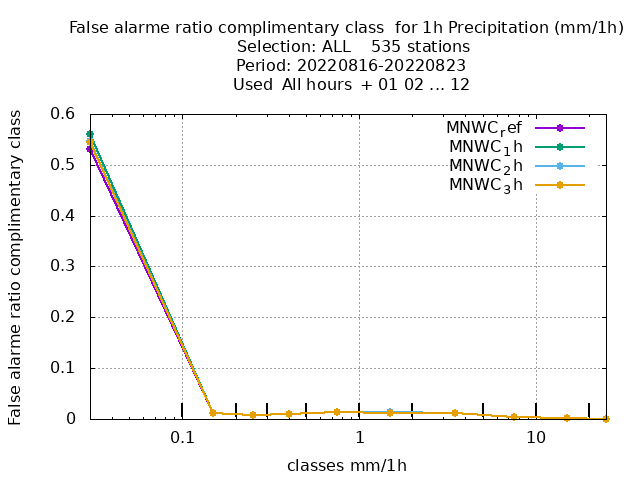 False alarme ratio complimentary class  for 1h Precipitation (mm/1h)
Selection: ALL    535 stations
Period: 20220816-20220823
Used  All hours  + 01 02 ... 12
False alarme ratio complimentary class
0.6
0.5
0.4
0.3
0.2
0.1
0
MNWC_ref
MNWC_1h
MNWC_2h
MNWC_3h
0.1 1 10
classes mm/1h